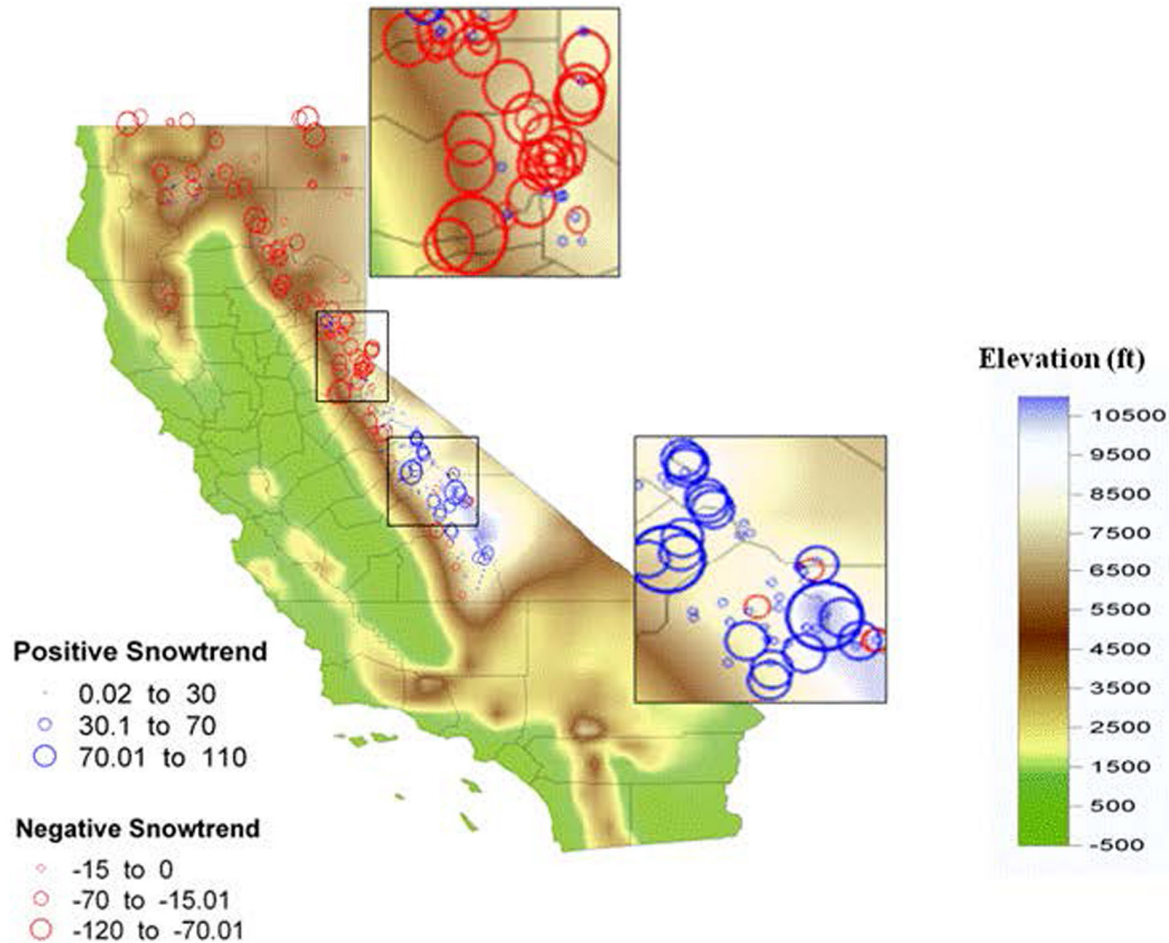 Elevation (ft)
10500
9500
8500
7500
6500
5500
4500
3500
2500
1500
500
-500
Positive Snowtrend
0.02 to 30
30.1 to 70
70.01 to 110
Negative Snowtrend
-15 to 0
-70 to -15.01
-120 to -70.01